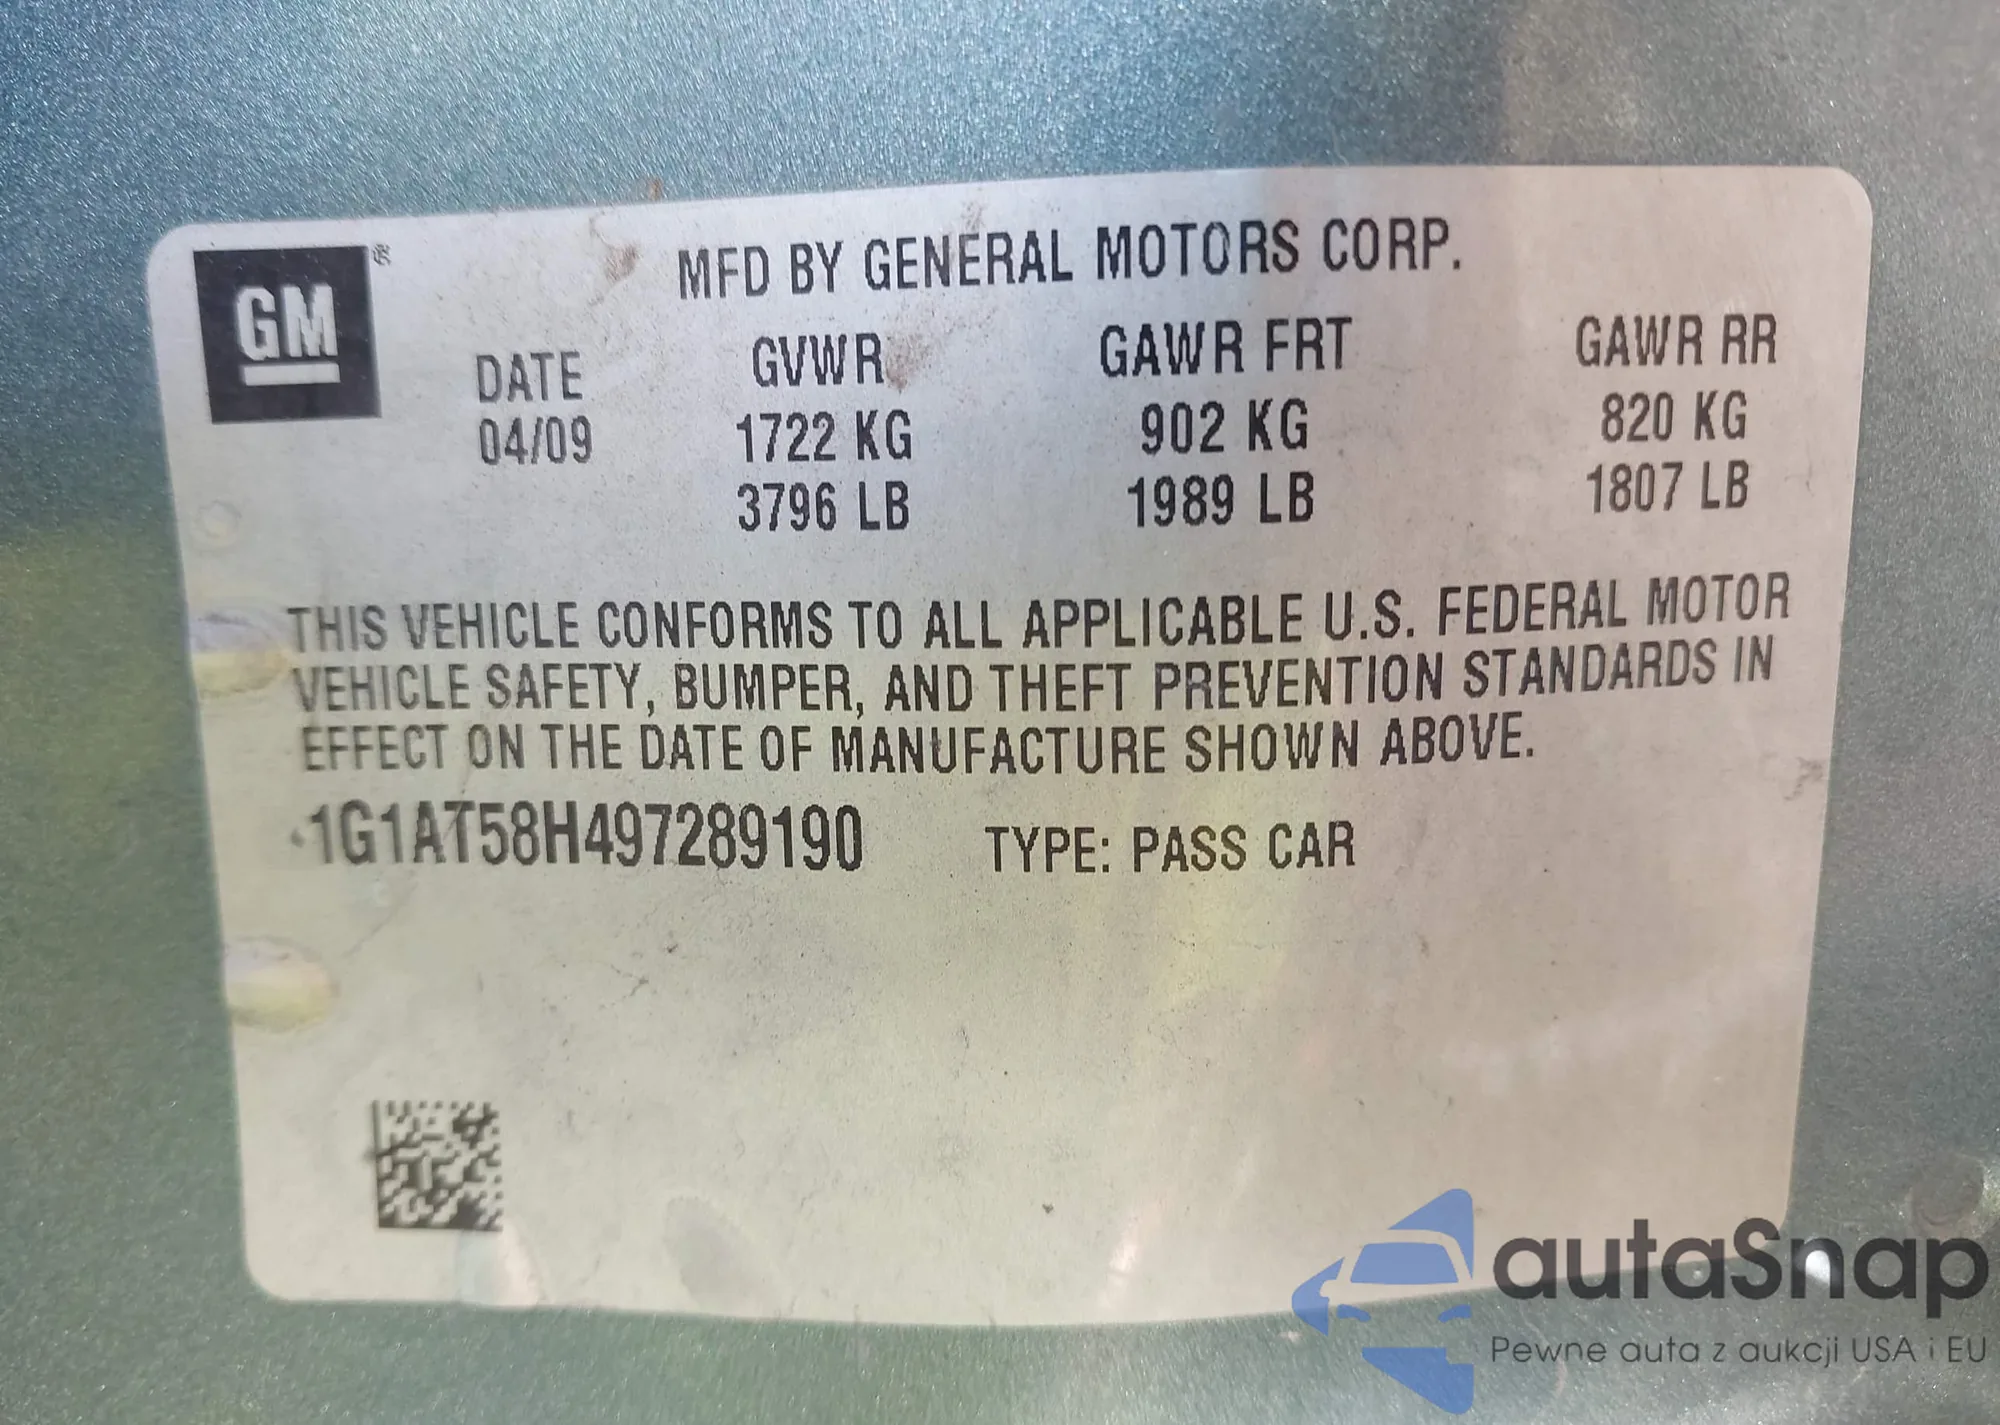 GM ®
MFD BY GENERAL MOTORS CORP.
DATE GVWR GAWR FRT GAWR RR
04/09 1722 KG 902 KG 820 KG
3796 LB 1989 LB 1807 LB
THIS VEHICLE CONFORMS TO ALL APPLICABLE U.S. FEDERAL MOTOR
VEHICLE SAFETY, BUMPER, AND THEFT PREVENTION STANDARDS IN
EFFECT ON THE DATE OF MANUFACTURE SHOWN ABOVE.
1G1AT58H497289190 TYPE: PASS CAR
autaSnap
Pewne auta z aukcji USA i EU